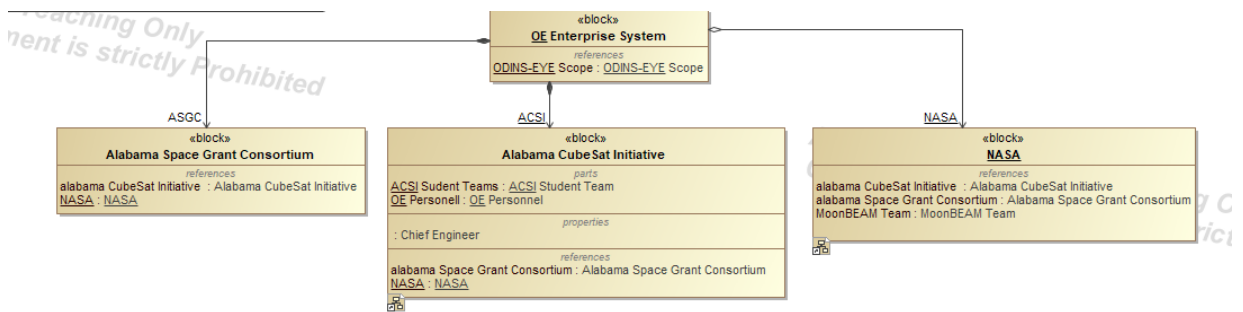 Teaching Only
ment is strictly Prohibited
«block»
OE Enterprise System
references
ODINS-EYE Scope : ODINS-EYE Scope
ASGC
ACSI
NASA
«block»
Alabama Space Grant Consortium
references
alabama CubeSat Initiative : Alabama CubeSat Initiative
NASA : NASA
«block»
Alabama CubeSat Initiative
parts
ACSI Sudent Teams : ACSI Student Team
OE Personell : OE Personnel
properties
: Chief Engineer
references
alabama Space Grant Consortium : Alabama Space Grant Consortium
NASA : NASA
«block»
NASA
references
alabama CubeSat Initiative : Alabama CubeSat Initiative
alabama Space Grant Consortium : Alabama Space Grant Consortium
MoonBEAM Team : MoonBEAM Team